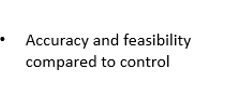 • Accuracy and feasibility
compared to control